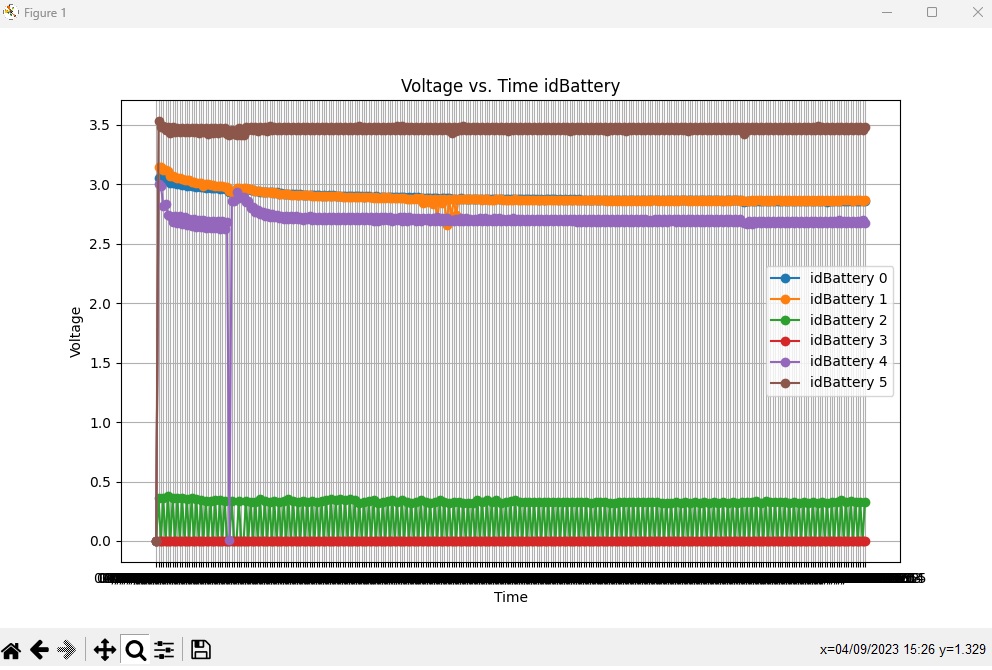 Figure 1
Voltage vs. Time idBattery
Voltage
3.5
3.0
2.5
2.0
1.5
1.0
0.5
0.0
idBattery 0
idBattery 1
idBattery 2
idBattery 3
idBattery 4
idBattery 5
Time
x=04/09/2023 15:26 y=1.329